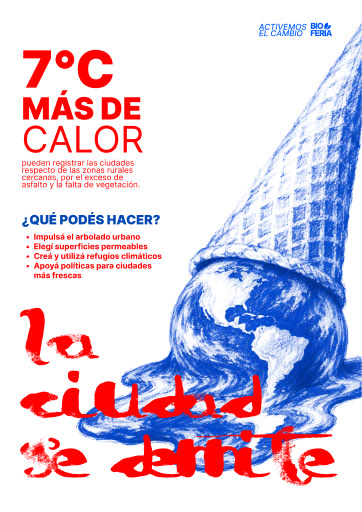 ACTIVEMOS
EL CAMBIO
BIO
FERIA
7°C
MÁS DE
CALOR
pueden registrar las ciudades
respecto de las zonas rurales
cercanas, por el exceso de
asfalto y la falta de vegetación.
¿QUÉ PODÉS HACER?
• Impulsá el arbolado urbano
• Elegí superficies permeables
• Creá y utilizá refugios climáticos
• Apoyá políticas para ciudades
más frescas
la
ciudad
se derrite